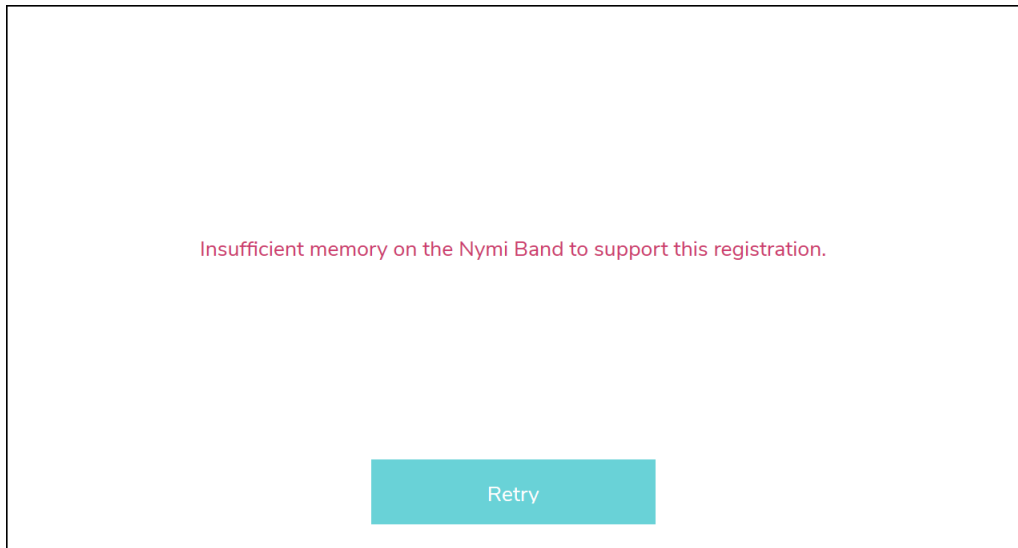 Insufficient memory on the Nymi Band to support this registration.
Retry